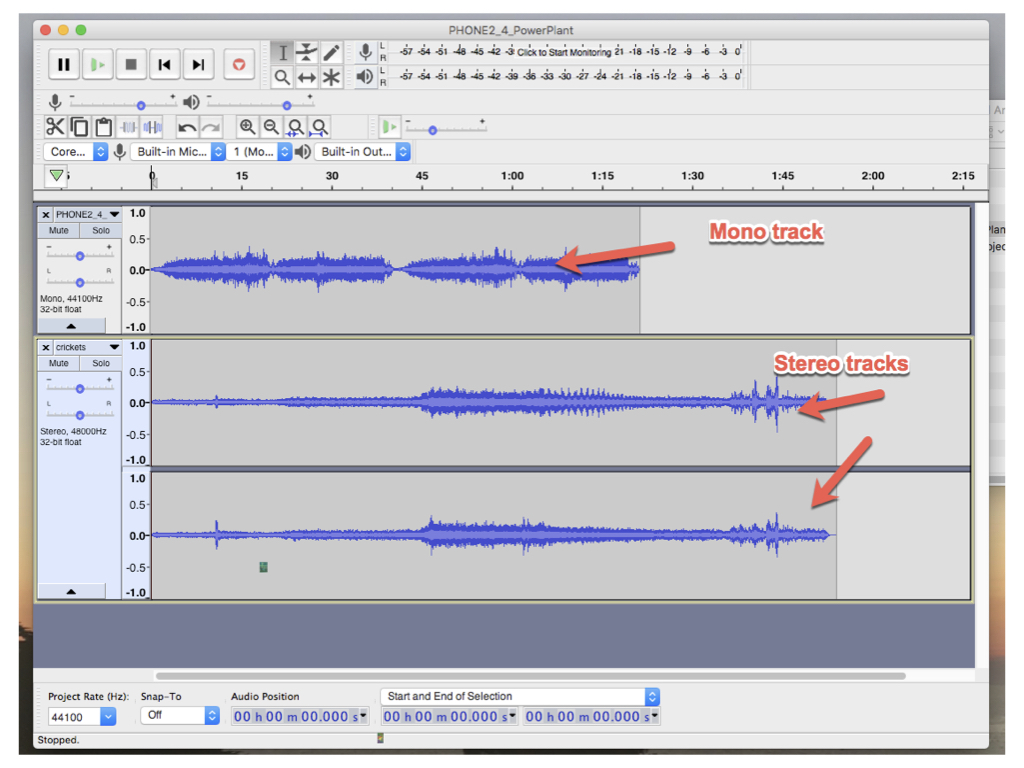 PHONE2_4_PowerPlant
L
R
-57 -54 -51 -48 -45 -42 -3 Click to Start Monitoring 21 -18 -15 -12 -9 -6 -3 0
L
R
-57 -54 -51 -48 -45 -42 -39 -36 -33 -30 -27 -24 -21 -18 -15 -12 -9 -6 -3 0
- + - +
- +
Core... Built-in Mic... 1 (Mo... Built-in Out...
0 15 30 45 1:00 1:15 1:30 1:45 2:00 2:15
x PHONE2_4_ 1.0
Mute Solo
- + 0.5-
L R 0.0-
Mono, 44100Hz
32-bit float
-0.5-
-1.0
Mono track
x crickets 1.0
Mute Solo
- + 0.5-
L R 0.0-
Stereo, 48000Hz
32-bit float
-0.5-
-1.0
Stereo tracks
1.0
0.5-
0.0-
-0.5-
-1.0
Project Rate (Hz): Snap-To Audio Position Start and End of Selection
44100 Off 00 h 00 m 00.000 s 00 h 00 m 00.000 s 00 h 00 m 00.000 s
Stopped.